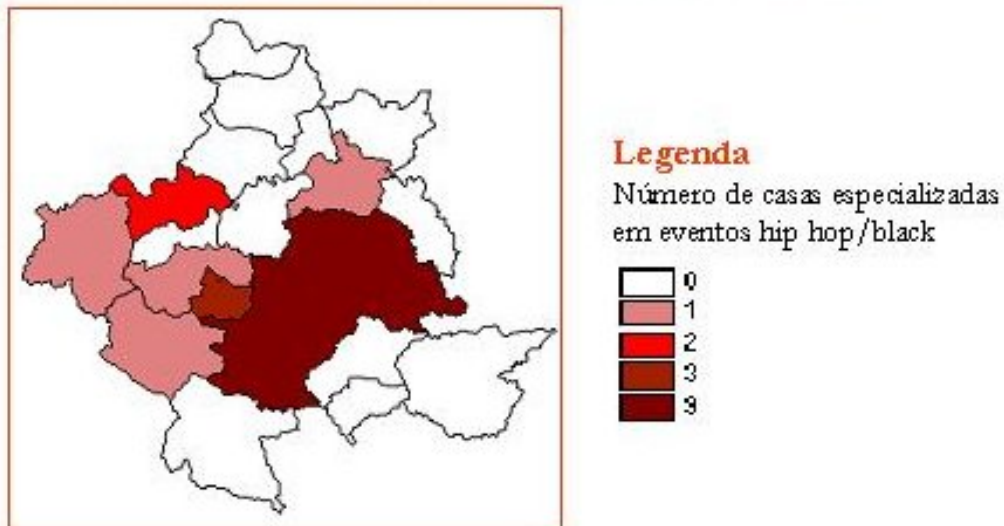 Legenda
Número de casas especializadas
em eventos hip hop/black
0
1
2
3
9